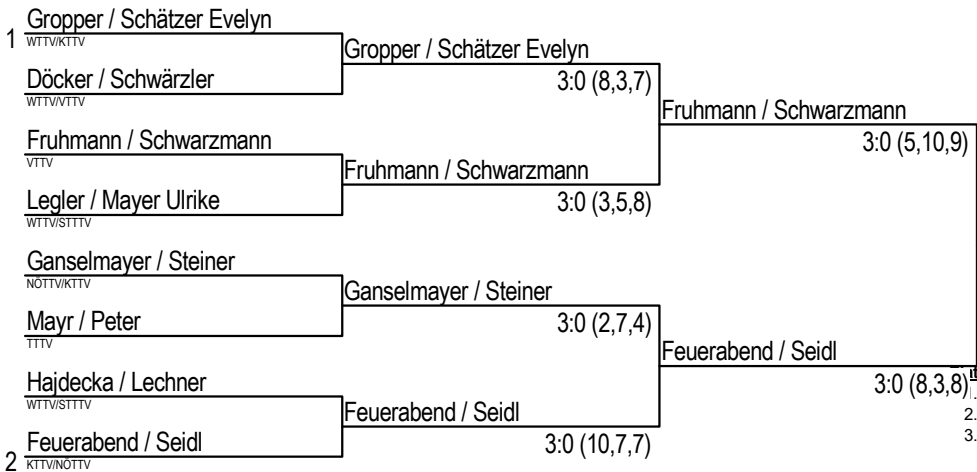 1 Gropper / Schätzer Evelyn
WTTV/KTTV
Döcker / Schwärzler
WTTV/VTTV
Fruhmann / Schwarzmann
VTTV
Legler / Mayer Ulrike
WTTV/STTTV
Ganselmayer / Steiner
NÖTTV/KTTV
Mayr / Peter
TTTV
Hajdecka / Lechner
WTTV/STTTV
2 Feuerabend / Seidl
KTTV/NÖTTV
Gropper / Schätzer Evelyn
3:0 (8,3,7)
Fruhmann / Schwarzmann
3:0 (3,5,8)
Ganselmayer / Steiner
3:0 (2,7,4)
Feuerabend / Seidl
3:0 (10,7,7)
Fruhmann / Schwarzmann
3:0 (5,10,9)
Feuerabend / Seidl
3:0 (8,3,8)
2.
3.